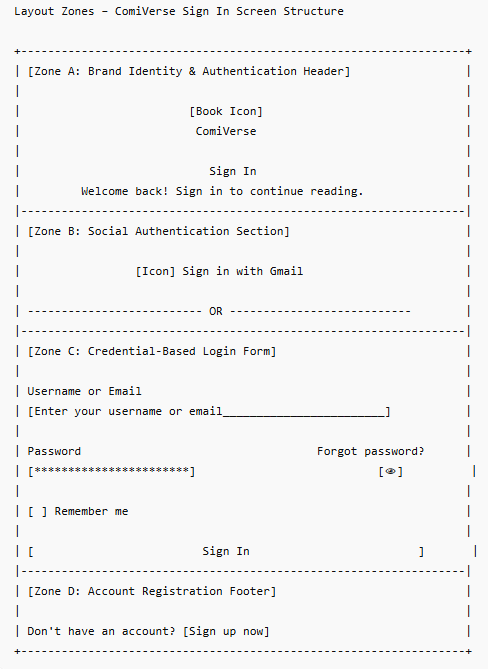 Layout Zones – ComiVerse Sign In Screen Structure
+------------------------------------------------------------------+
| [Zone A: Brand Identity & Authentication Header]                 |
|                                                                  |
|                         [Book Icon]                              |
|                          ComiVerse                               |
|                                                                  |
|                            Sign In                               |
|         Welcome back! Sign in to continue reading.               |
|------------------------------------------------------------------|
| [Zone B: Social Authentication Section]                          |
|                                                                  |
|                 [Icon] Sign in with Gmail                        |
|                                                                  |
| -------------------------- OR ---------------------------        |
|------------------------------------------------------------------|
| [Zone C: Credential-Based Login Form]                            |
|                                                                  |
| Username or Email                                                |
| [Enter your username or email________________________]           |
|                                                                  |
| Password                                   Forgot password?      |
| [***********************]                           [👁]          |
|                                                                  |
| [ ] Remember me                                                  |
|                                                                  |
| [                         Sign In                         ]       |
|------------------------------------------------------------------|
| [Zone D: Account Registration Footer]                            |
|                                                                  |
| Don't have an account? [Sign up now]                             |
+------------------------------------------------------------------+